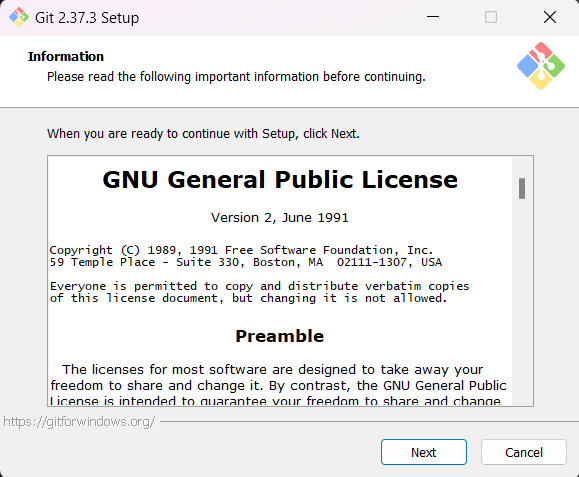 Git 2.37.3 Setup
Information
Please read the following important information before continuing.
When you are ready to continue with Setup, click Next.
GNU General Public License
Version 2, June 1991
Copyright (C) 1989, 1991 Free Software Foundation, Inc.
59 Temple Place - Suite 330, Boston, MA  02111-1307, USA
Everyone is permitted to copy and distribute verbatim copies
of this license document, but changing it is not allowed.
Preamble
The licenses for most software are designed to take away your
freedom to share and change it. By contrast, the GNU General Public
License is intended to guarantee your freedom to share and change
https://gitforwindows.org/
Next
Cancel